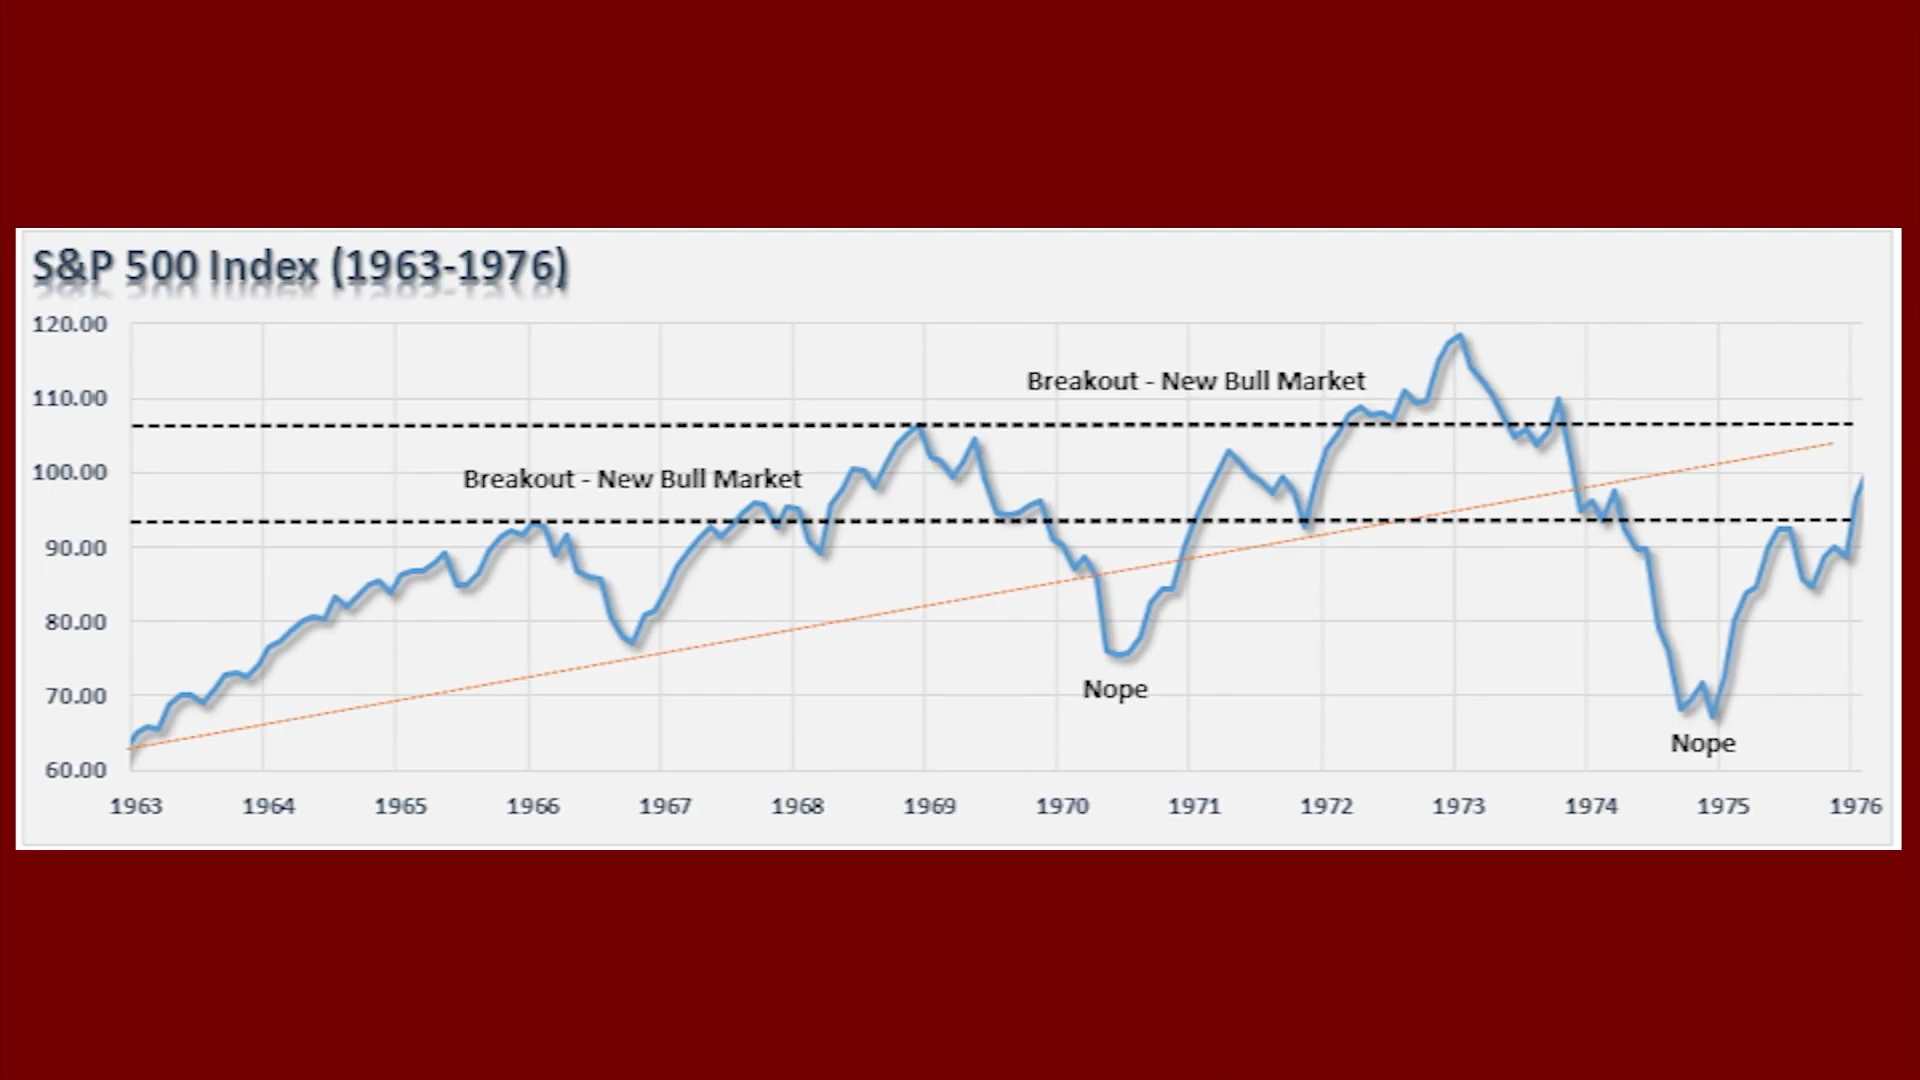 S&P 500 Index (1963-1976)
120.00
110.00
100.00
90.00
80.00
70.00
60.00
Breakout - New Bull Market
Breakout - New Bull Market
Nope
Nope
1963 1964 1965 1966 1967 1968 1969 1970 1971 1972 1973 1974 1975 1976